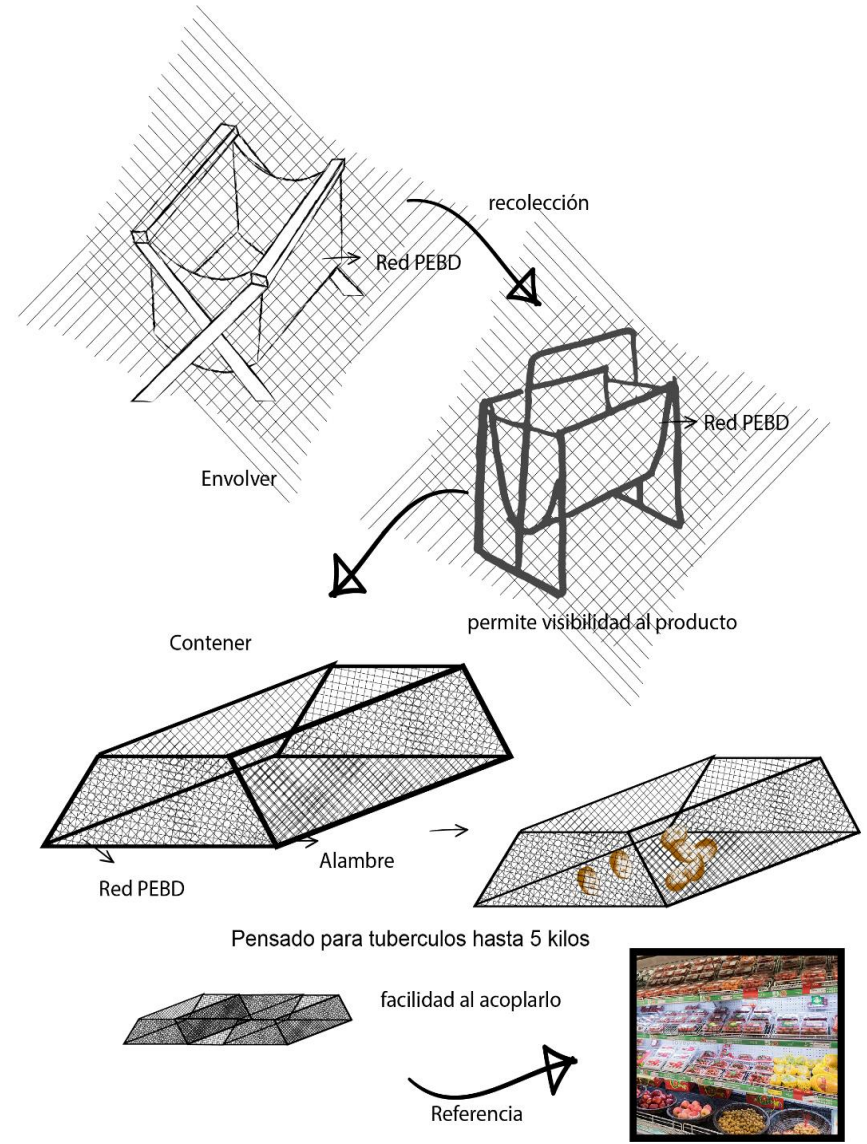 recolección
Red PEBD
Red PEBD
Envolver
permite visibilidad al producto
Contener
Alambre
Red PEBD
Pensado para tuberculos hasta 5 kilos
facilidad al acoplarlo
Referencia